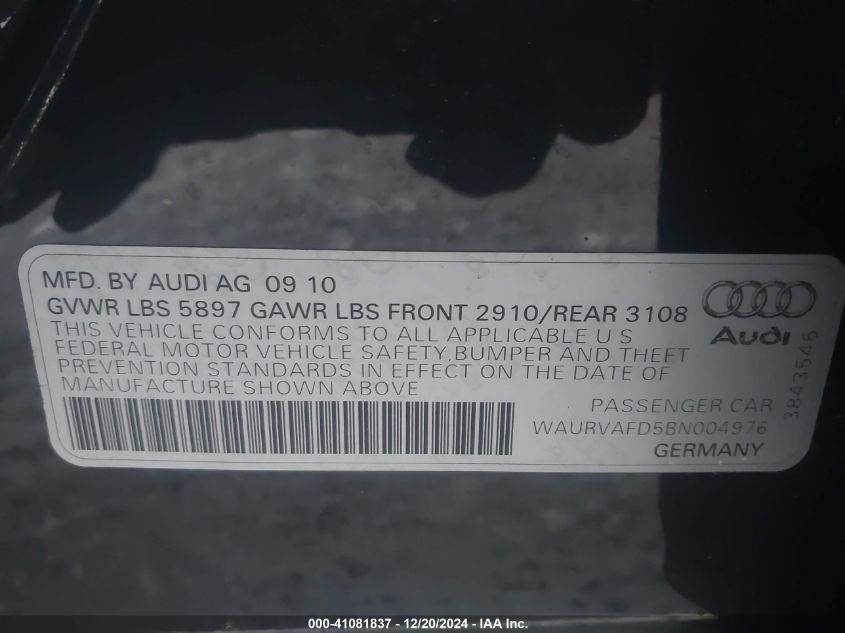 MFD. BY AUDI AG 09 10
GVWR LBS 5897 GAWR LBS FRONT 2910/REAR 3108
THIS VEHICLE CONFORMS TO ALL APPLICABLE U S
FEDERAL MOTOR VEHICLE SAFETY,BUMPER AND THEFT
PREVENTION STANDARDS IN EFFECT ON THE DATE OF
MANUFACTURE SHOWN ABOVE
Audi
3843546
PASSENGER CAR
WAURVAFD5BN004976
GERMANY
000-41081837 - 12/20/2024 - IAA Inc.